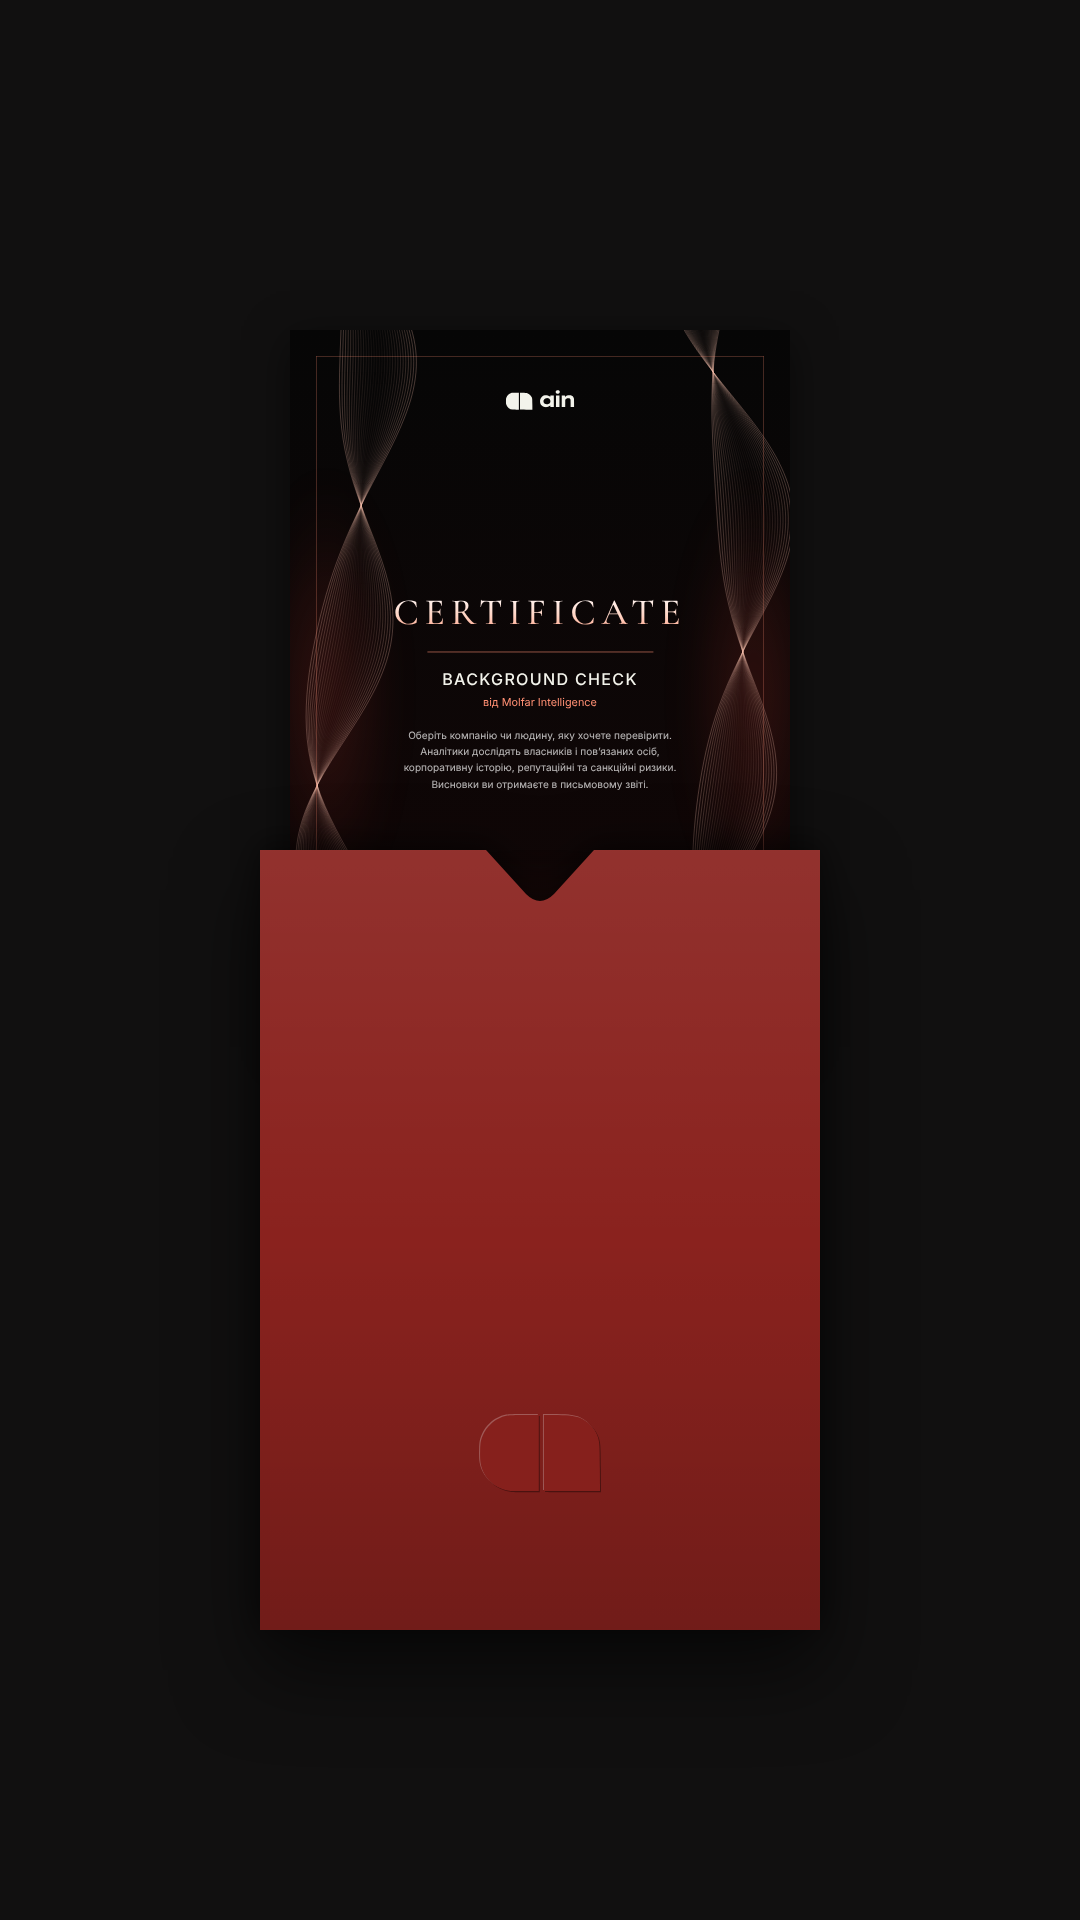 ain
CERTIFICATE
BACKGROUND CHECK
від Molfar Intelligence
Оберіть компанію чи людину, яку хочете перевірити.
Аналітики дослідять власників і пов'язаних осіб,
корпоративну історію, репутаційні та санкційні ризики.
Висновки ви отримаєте в письмовому звіті.